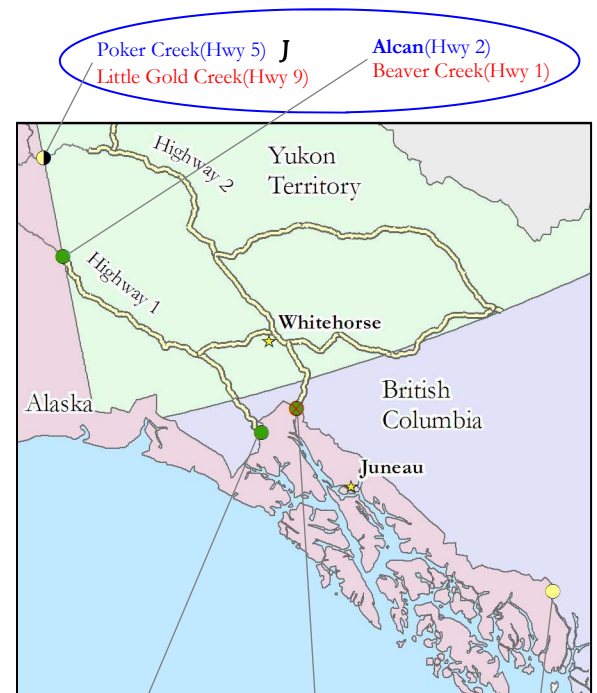 Poker Creek(Hwy 5) J
Little Gold Creek(Hwy 9)
Alcan(Hwy 2)
Beaver Creek(Hwy 1)
Highway 2
Yukon
Territory
Highway 1
Whitehorse
Alaska
British
Columbia
Juneau